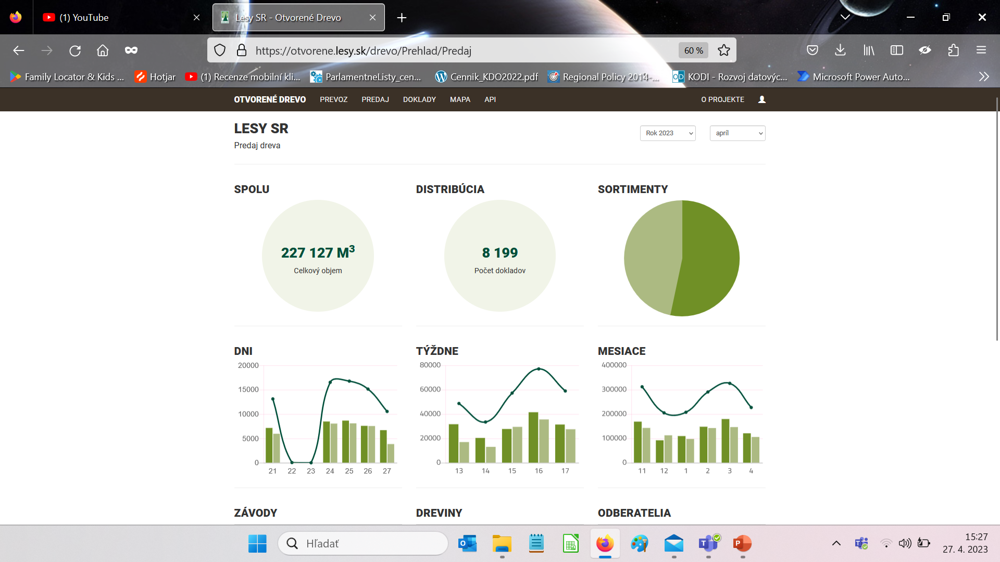 (1) YouTube
Lesy SR - Otvorené Drevo
https://otvorene.lesy.sk/drevo/Prehlad/Predaj
60 %
Family Locator & Kids ...
Hotjar
(1) Recenze mobilní kli...
ParlamentneListy_cen...
Cennik_KDO2022.pdf
Regional Policy 2014-...
OD
KODI - Rozvoj datovýc...
Microsoft Power Auto...
OTVORENÉ DREVO
PREVOZ
PREDAJ
DOKLADY
MAPA
API
O PROJEKTE
LESY SR
Predaj dreva
Rok 2023
apríl
SPOLU
227 127 M³
Celkový objem
DISTRIBÚCIA
8 199
Počet dokladov
SORTIMENTY
DNI
20000
15000
10000
5000
0
21 22 23 24 25 26 27
TÝŽDNE
80000
60000
40000
20000
0
13 14 15 16 17
MESIACE
400000
300000
200000
100000
0
11 12 1 2 3 4
ZÁVODY
DREVINY
ODBERATELIA
Hľadať
15:27
27. 4. 2023